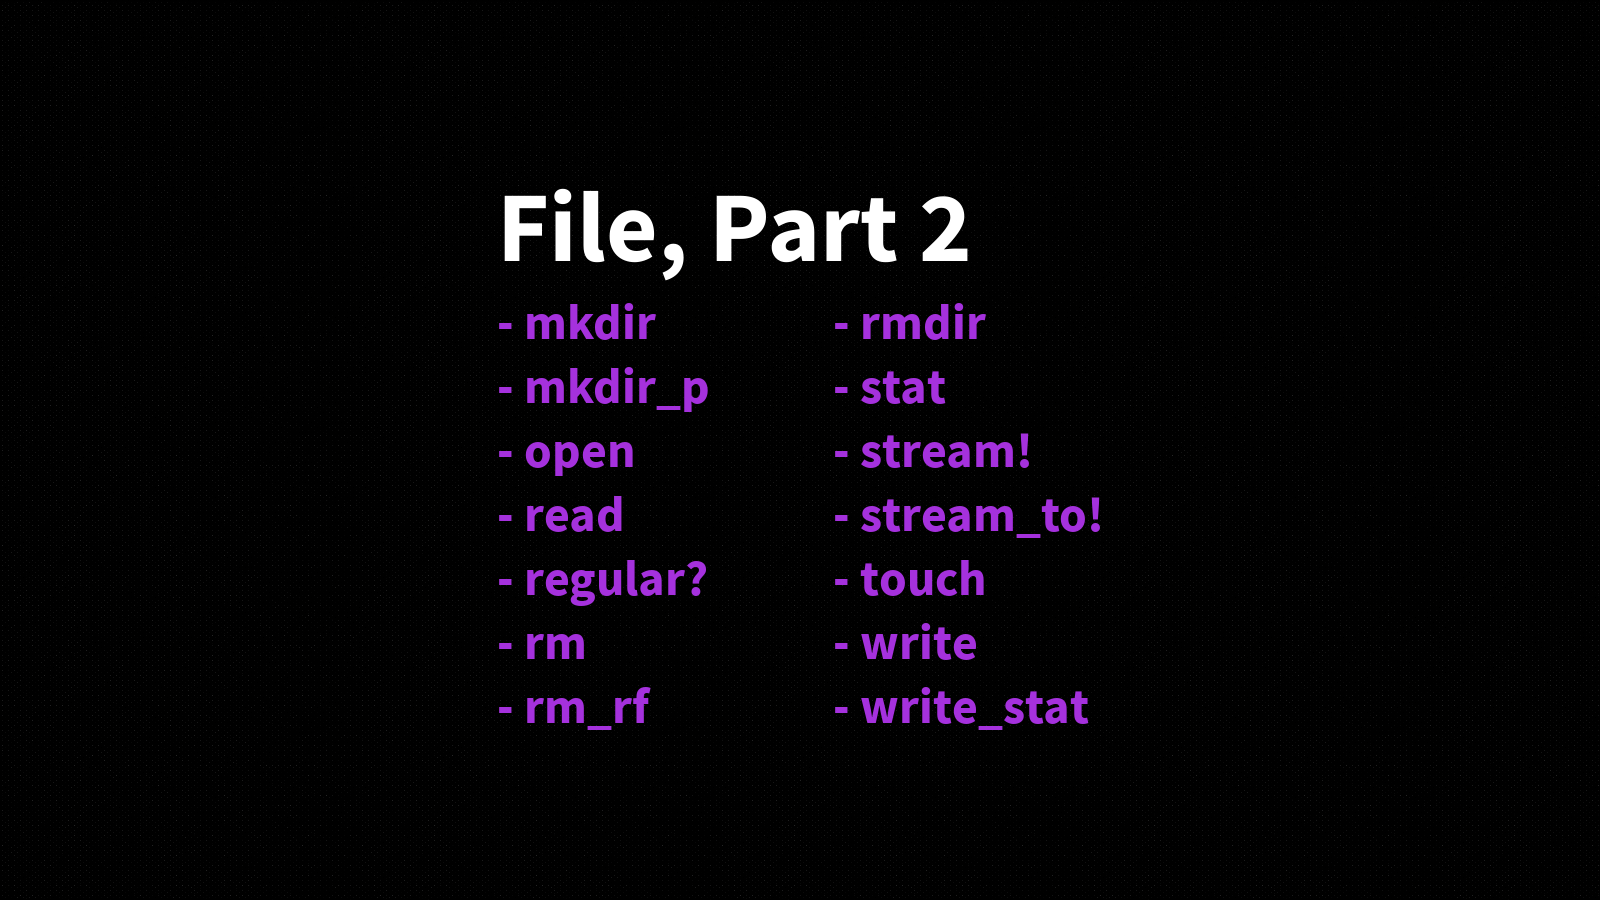 File, Part 2
- mkdir
- mkdir_p
- open
- read
- regular?
- rm
- rm_rf
- rmdir
- stat
- stream!
- stream_to!
- touch
- write
- write_stat